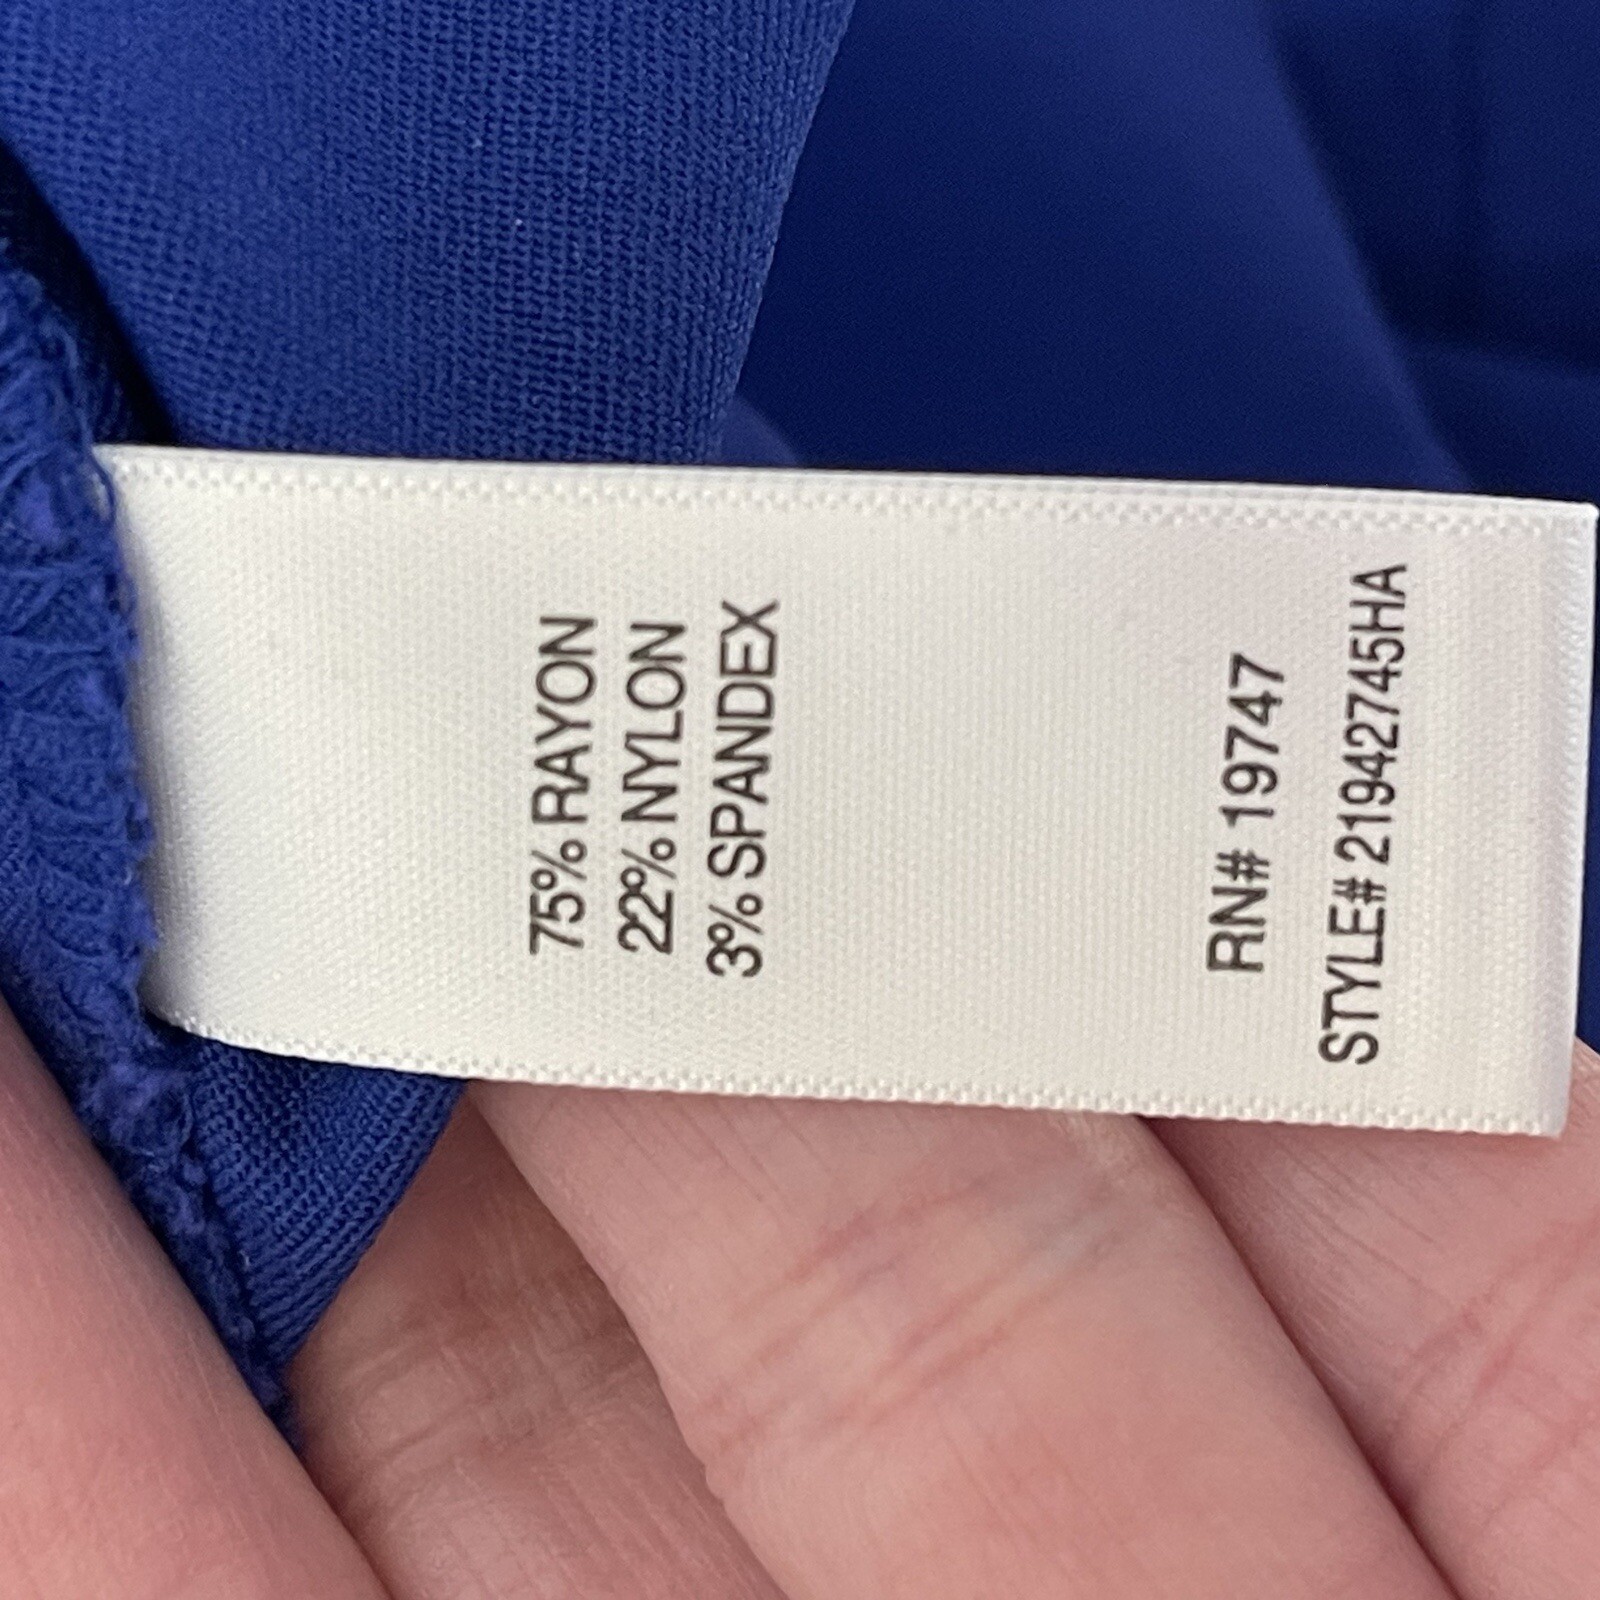 75% RAYON
22% NYLON
3% SPANDEX
RN# 19747
STYLE# 21942745HA